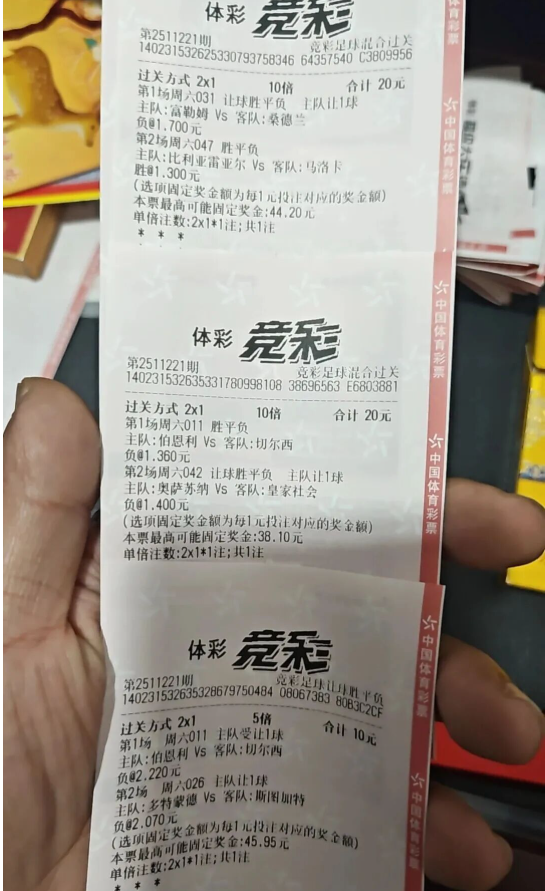 体彩 竞彩
第2511221期 竞彩足球混合过关
140231532625330793758346 64357540 C3809956
过关方式 2x1 10倍 合计 20元
第1场周六031 让球胜平负 主队让1球
主队:富勒姆 Vs 客队:桑德兰
负@1.700元
第2场周六047 胜平负
主队:比利亚雷亚尔 Vs 客队:马洛卡
胜@1.300元
(选项固定奖金额为每1元投注对应的奖金额)
本票最高可能固定奖金:44.20元
单倍注数:2x1*1注;共1注
* * *
体彩 竞彩
第2511221期 竞彩足球混合过关
140231532635331780998108 38696563 E6803881
过关方式 2x1 10倍 合计 20元
第1场周六011 胜平负
主队:伯恩利 Vs 客队:切尔西
负@1.360元
第2场周六042 让球胜平负 主队让1球
主队:奥萨苏纳 Vs 客队:皇家社会
负@1.400元
(选项固定奖金额为每1元投注对应的奖金额)
本票最高可能固定奖金:38.10元
单倍注数:2x1*1注;共1注
体彩 竞彩
第2511221期 竞彩足球让球胜平负
140231532635328679750484 08067383 80B3C2CF
过关方式 2x1 5倍 合计 10元
第1场 周六011 主队受让1球
主队:伯恩利 Vs 客队:切尔西
负@2.220元
第2场 周六026 主队让1球
主队:多特蒙德 Vs 客队:斯图加特
负@2.070元
(选项固定奖金额为每1元投注对应的奖金额)
本票最高可能固定奖金:45.95元
单倍注数:2x1*1注;共1注
* * *
体育彩票
中国体育彩票
中国体育彩票
中国体育彩票
中国体育彩票
中国体育彩票